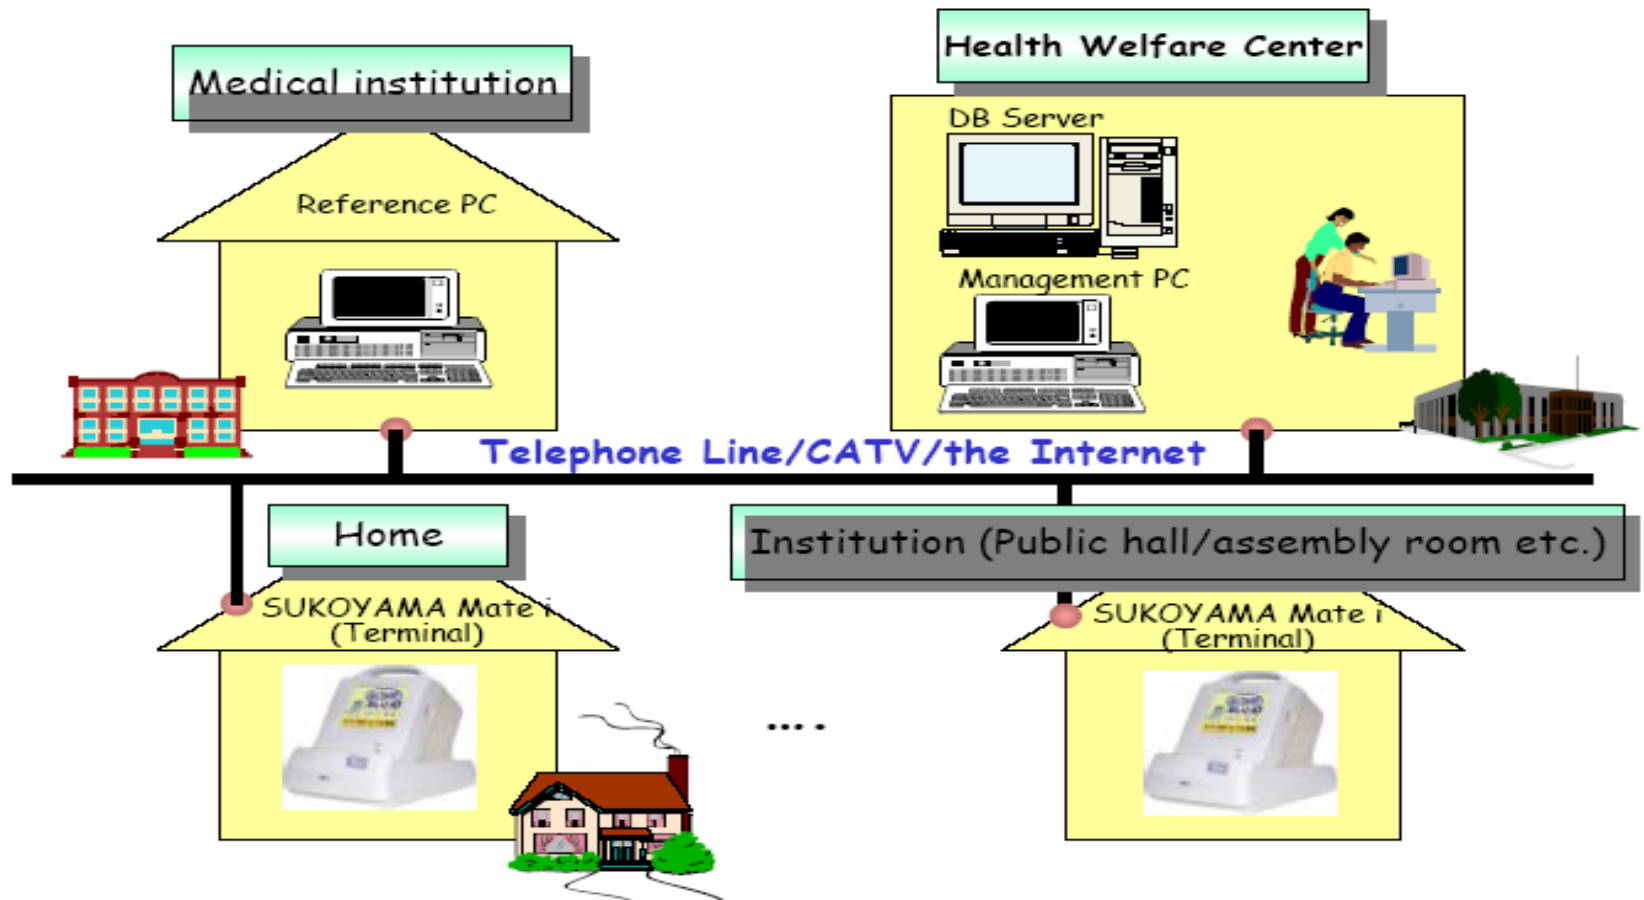 Medical institution
Health Welfare Center
DB Server
Reference PC
Management PC
Telephone Line/CATV/the Internet
Home
Institution (Public hall/assembly room etc.)
SUKOYAMA Mate i
(Terminal)
SUKOYAMA Mate i
(Terminal)
....